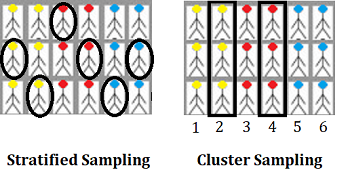 1 2 3 4 5 6
Stratified Sampling
Cluster Sampling